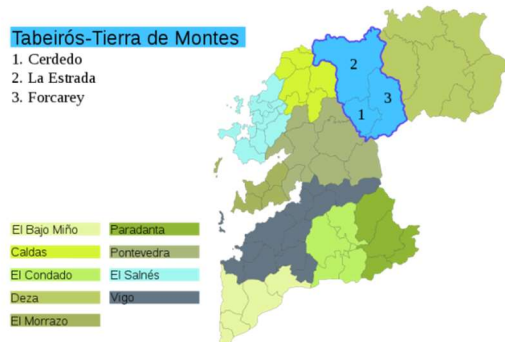 Tabeirós-Tierra de Montes
1. Cerdedo
2. La Estrada
3. Forcarey
2
3
1
El Bajo Miño
Paradanta
Caldas
Pontevedra
El Condado
El Salnés
Deza
Vigo
El Morrazo